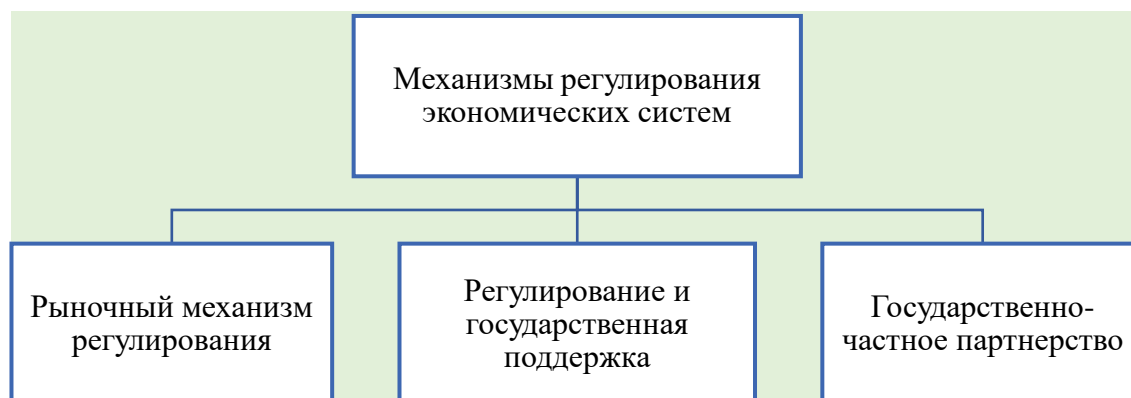 Механизмы регулирования
экономических систем
Рыночный механизм
регулирования
Регулирование и
государственная
поддержка
Государственно-
частное партнерство